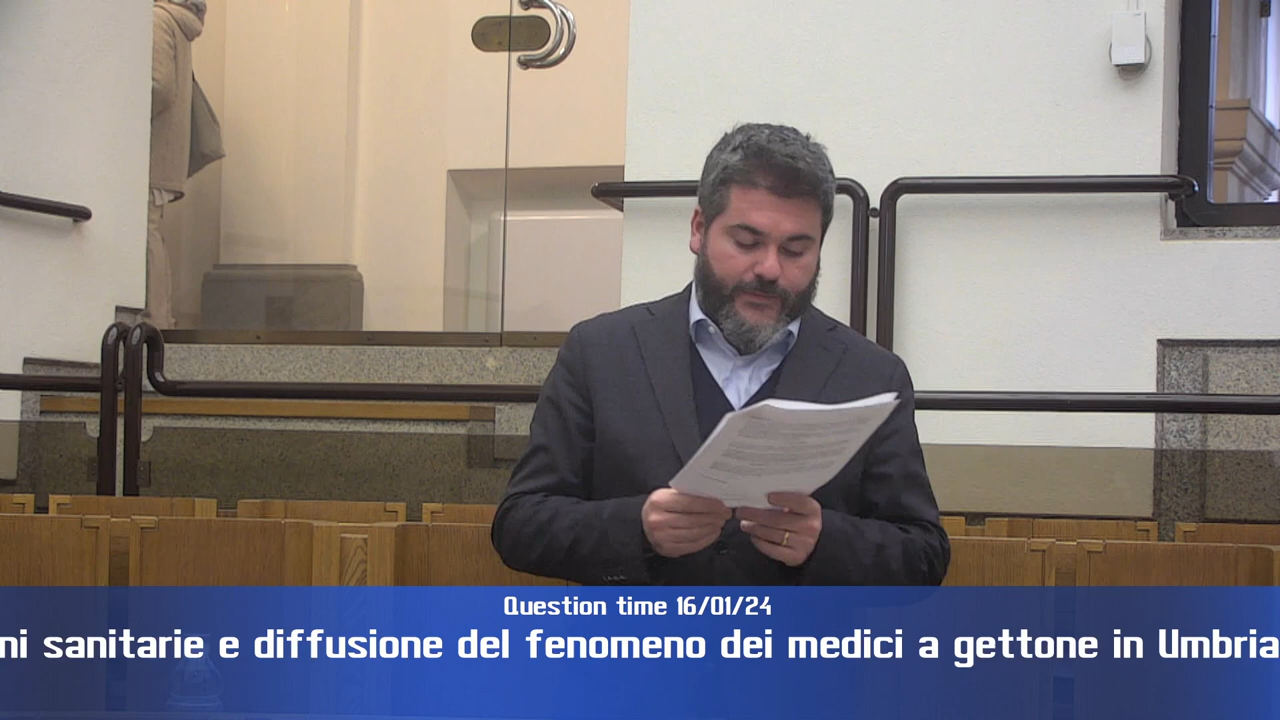 Question time 16/01/24
ni sanitarie e diffusione del fenomeno dei medici a gettone in Umbria